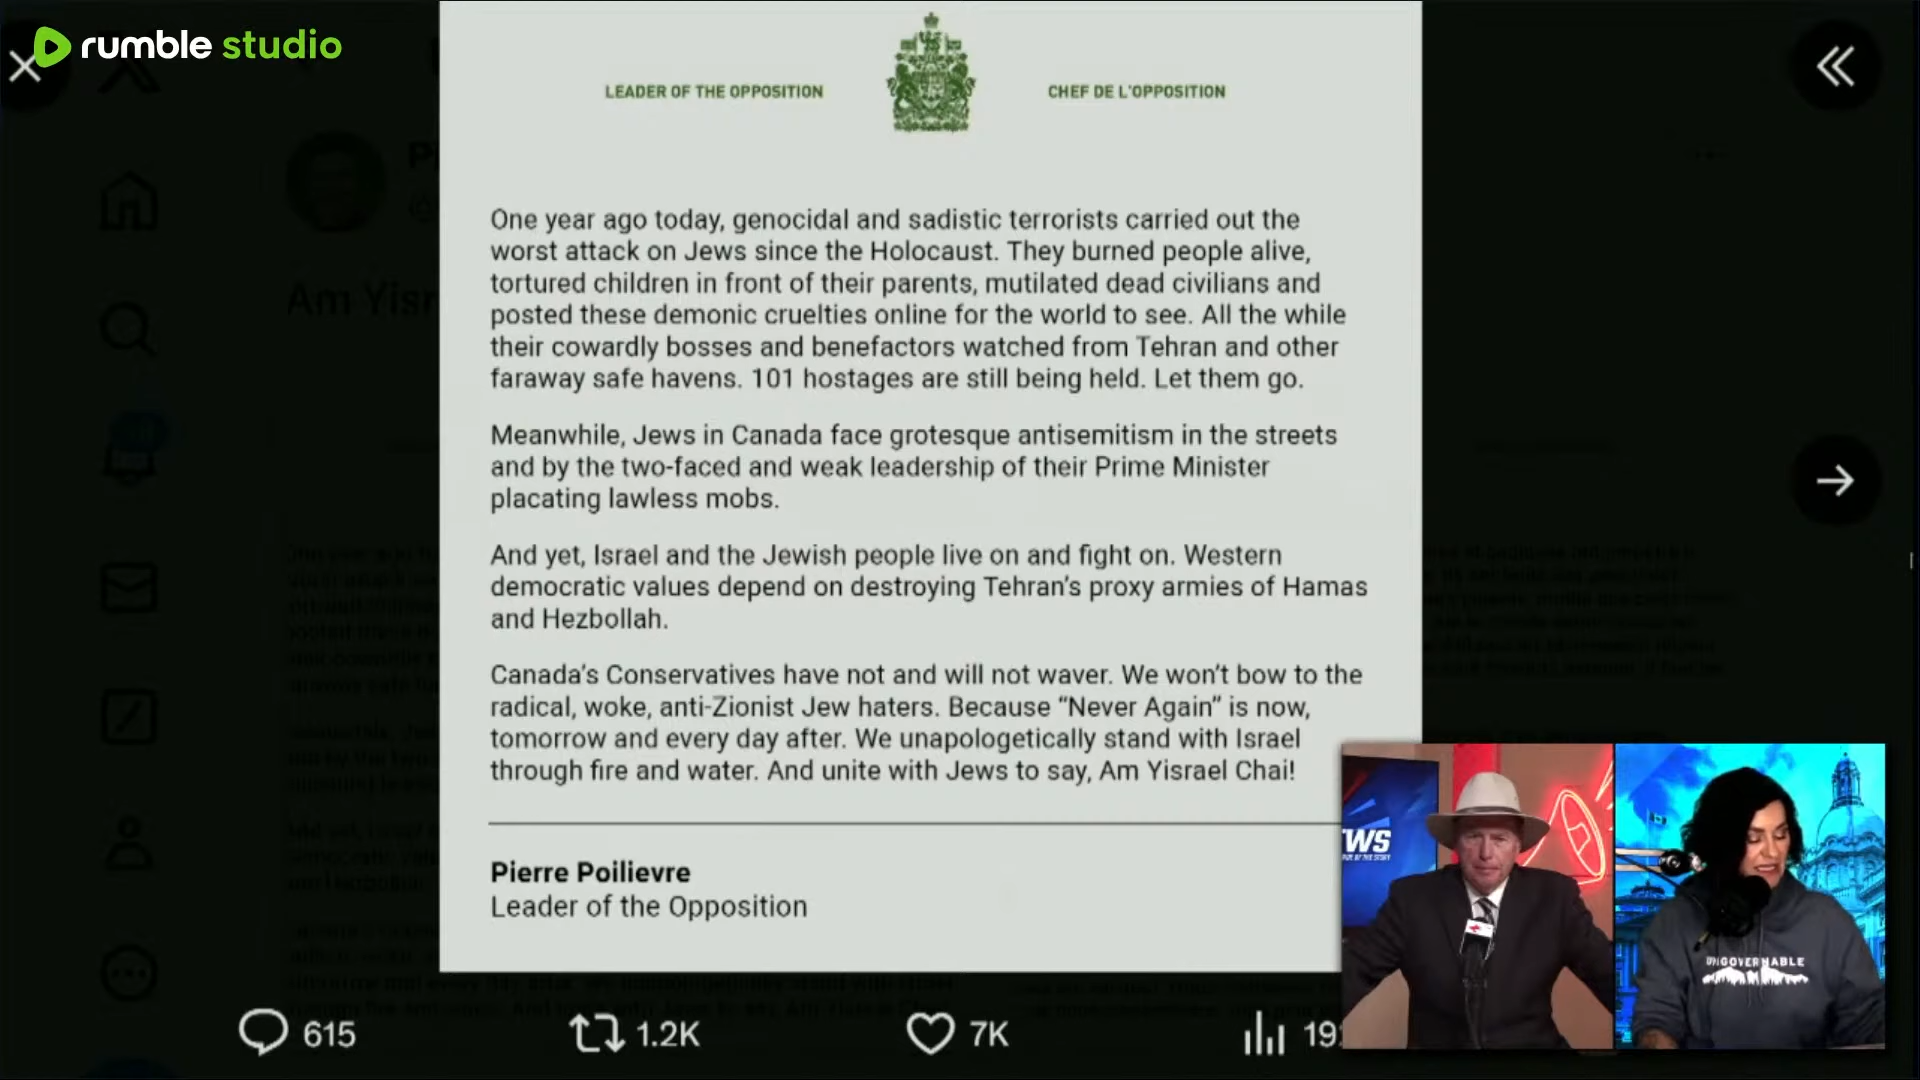 rumble studio
LEADER OF THE OPPOSITION
CHEF DE L'OPPOSITION
Am Yisr
One year ago today, genocidal and sadistic terrorists carried out the
worst attack on Jews since the Holocaust. They burned people alive,
tortured children in front of their parents, mutilated dead civilians and
posted these demonic cruelties online for the world to see. All the while
their cowardly bosses and benefactors watched from Tehran and other
faraway safe havens. 101 hostages are still being held. Let them go.
Meanwhile, Jews in Canada face grotesque antisemitism in the streets
and by the two-faced and weak leadership of their Prime Minister
placating lawless mobs.
And yet, Israel and the Jewish people live on and fight on. Western
democratic values depend on destroying Tehran's proxy armies of Hamas
and Hezbollah.
Canada's Conservatives have not and will not waver. We won't bow to the
radical, woke, anti-Zionist Jew haters. Because “Never Again” is now,
tomorrow and every day after. We unapologetically stand with Israel
through fire and water. And unite with Jews to say, Am Yisrael Chai!
Pierre Poilievre
Leader of the Opposition
EWS
UNGOVERNABLE
615
1.2K
7K
19